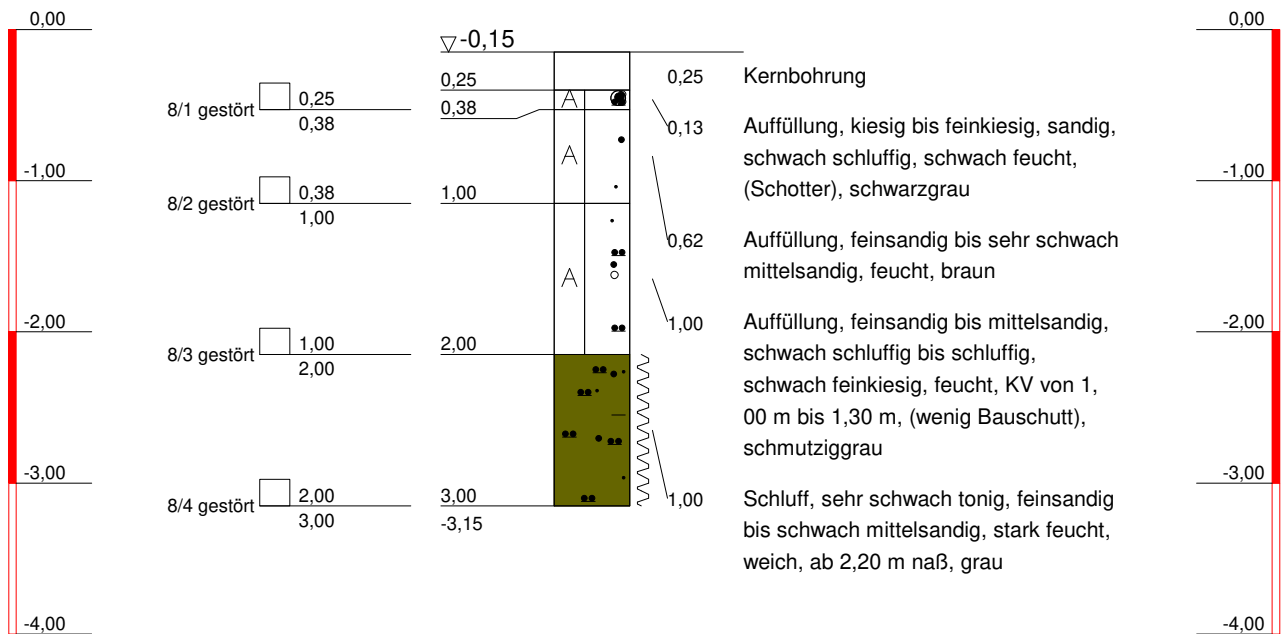 0,00
0,00
-0,15
0,25
0,25
Kernbohrung
8/1 gestört
0,25
0,38
0,38
A
0,13
Auffüllung, kiesig bis feinkiesig, sandig,
schwach schluffig, schwach feucht,
(Schotter), schwarzgrau
A
-1,00
-1,00
8/2 gestört
0,38
1,00
1,00
0,62
Auffüllung, feinsandig bis sehr schwach
mittelsandig, feucht, braun
A
-2,00
-2,00
8/3 gestört
1,00
2,00
2,00
1,00
Auffüllung, feinsandig bis mittelsandig,
schwach schluffig bis schluffig,
schwach feinkiesig, feucht, KV von 1,
00 m bis 1,30 m, (wenig Bauschutt),
schmutziggrau
-3,00
-3,00
8/4 gestört
2,00
3,00
3,00
-3,15
1,00
Schluff, sehr schwach tonig, feinsandig
bis schwach mittelsandig, stark feucht,
weich, ab 2,20 m naß, grau
-4,00
-4,00